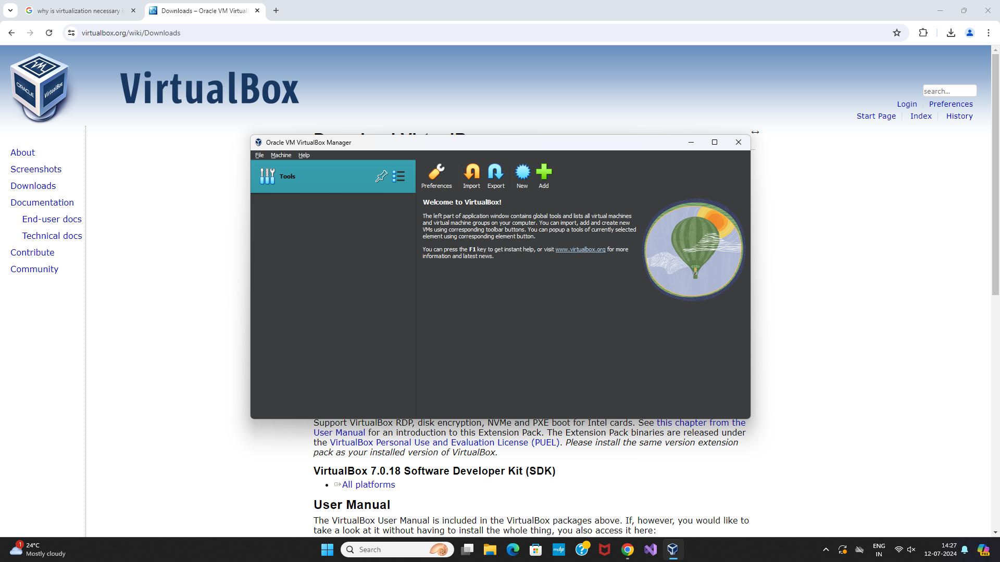 why is virtualization necessary i
Downloads – Oracle VM Virtual
virtualbox.org/wiki/Downloads
ORACLE
VirtualBox
VirtualBox
search...
Login
Preferences
Start Page
Index
History
About
Screenshots
Downloads
Documentation
End-user docs
Technical docs
Contribute
Community
Oracle VM VirtualBox Manager
File
Machine
Help
Tools
Preferences
Import
Export
New
Add
Welcome to VirtualBox!
The left part of application window contains global tools and lists all virtual machines
and virtual machine groups on your computer. You can import, add and create new
VMs using corresponding toolbar buttons. You can popup a tools of currently selected
element using corresponding element button.
You can press the F1 key to get instant help, or visit www.virtualbox.org for more
information and latest news.
Support VirtualBox RDP, disk encryption, NVMe and PXE boot for Intel cards. See this chapter from the
User Manual for an introduction to this Extension Pack. The Extension Pack binaries are released under
the VirtualBox Personal Use and Evaluation License (PUEL). Please install the same version extension
pack as your installed version of VirtualBox.
VirtualBox 7.0.18 Software Developer Kit (SDK)
All platforms
User Manual
The VirtualBox User Manual is included in the VirtualBox packages above. If, however, you would like to
take a look at it without having to install the whole thing, you also access it here:
1
24°C
Mostly cloudy
Search
myhp
ENG
IN
14:27
12-07-2024
PRE